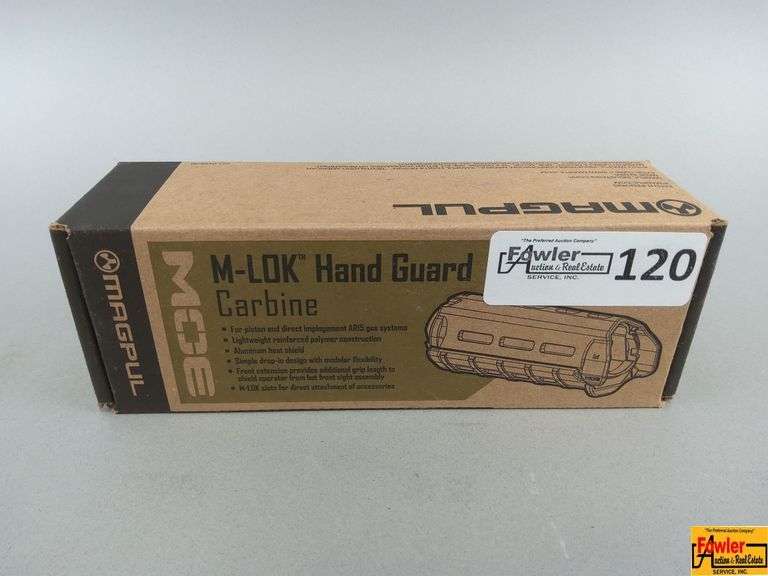 MAGPUL
MAGPUL
MOE
M-LOK™ Hand Guard
Carbine
• For piston and direct impingement AR15 gas systems
• Lightweight reinforced polymer construction
• Aluminum heat shield
• Simple drop-in design with modular flexibility
• Front extension provides additional grip length to
shield operator from hot front sight assembly
• M-LOK slots for direct attachment of accessories
"The Preferred Auction Company"
Fowler
Auction & Real Estate
SERVICE, INC.
120
"The Preferred Auction Company"
Fowler
Auction & Real Estate
SERVICE, INC.